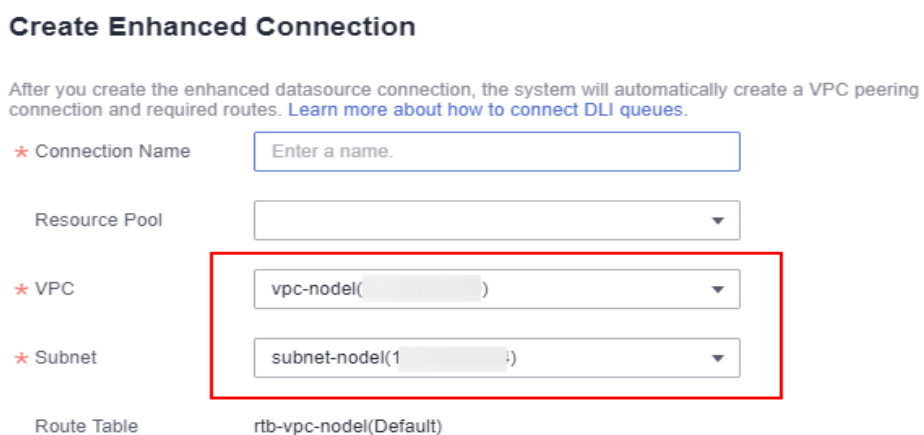 Create Enhanced Connection
After you create the enhanced datasource connection, the system will automatically create a VPC peering
connection and required routes. Learn more about how to connect DLI queues.
* Connection Name Enter a name.
Resource Pool
* VPC vpc-nodel( )
* Subnet subnet-nodel(1 )
Route Table rtb-vpc-nodel(Default)